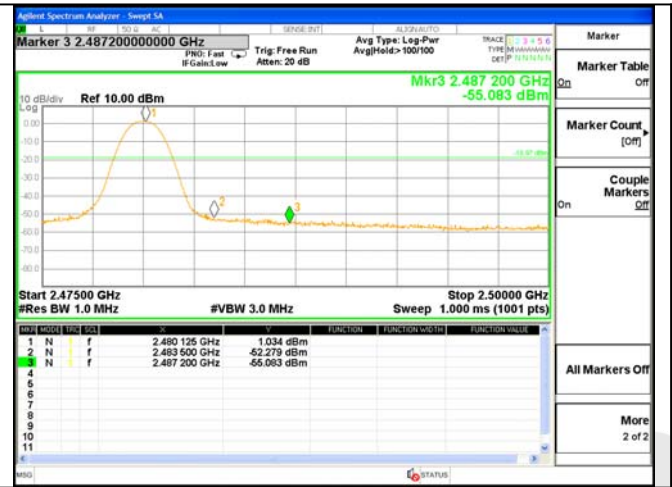 Agilent Spectrum Analyzer - Swept SA
L RF 50 Ω AC SENSE:INT ALIGNAUTO
Marker 3 2.487200000000 GHz
PNO: Fast
IFGain:Low
Trig: Free Run
Atten: 20 dB
Avg Type: Log-Pwr
Avg|Hold:>100/100
TRACE 1 2 3 4 5 6
TYPE M
DET P N N N N N
Mkr3 2.487 200 GHz
-55.083 dBm
10 dB/div Ref 10.00 dBm
Log
0.00
-10.0
-20.0
-30.0
-40.0
-50.0
-60.0
-70.0
-80.0
1
2
3
Start 2.47500 GHz
Stop 2.50000 GHz
#Res BW 1.0 MHz #VBW 3.0 MHz Sweep 1.000 ms (1001 pts)
MKR MODE TRC SCL X Y FUNCTION FUNCTION WIDTH FUNCTION VALUE
1 N 1 f 2.480 125 GHz 1.034 dBm
2 N 1 f 2.483 500 GHz -52.279 dBm
3 N 1 f 2.487 200 GHz -55.083 dBm
4
5
6
7
8
9
10
11
MSG STATUS
Marker
Marker Table
On Off
Marker Count
[Off]
Couple
Markers
On Off
All Markers Off
More
2 of 2